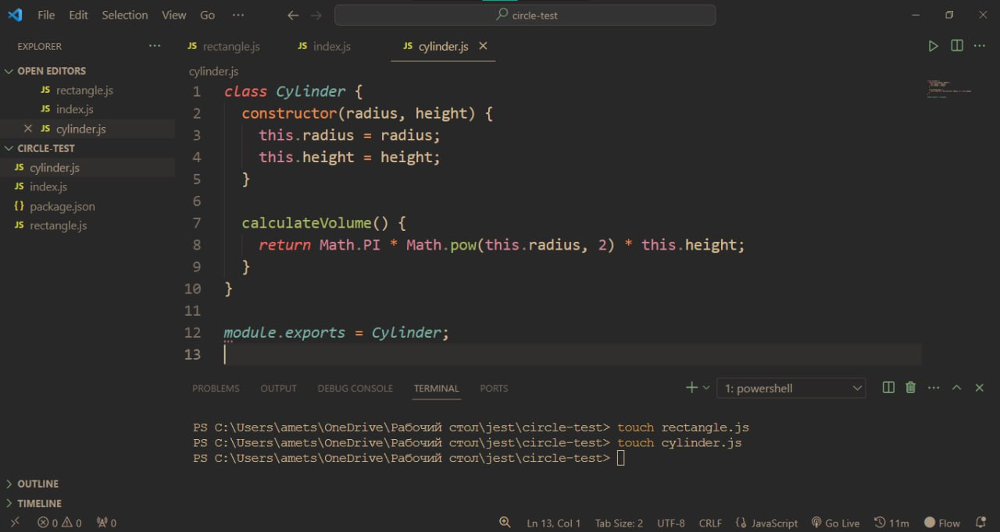 File Edit Selection View Go ··· circle-test
EXPLORER ···
OPEN EDITORS
JS rectangle.js
JS index.js
JS cylinder.js
CIRCLE-TEST
JS cylinder.js
JS index.js
{} package.json
JS rectangle.js
OUTLINE
TIMELINE
JS rectangle.js JS index.js JS cylinder.js
cylinder.js
1 class Cylinder {
2 constructor(radius, height) {
3 this.radius = radius;
4 this.height = height;
5 }
6
7 calculateVolume() {
8 return Math.PI * Math.pow(this.radius, 2) * this.height;
9 }
10 }
11
12 module.exports = Cylinder;
13
PROBLEMS OUTPUT DEBUG CONSOLE TERMINAL PORTS 1: powershell
PS C:\Users\amets\OneDrive\Рабочий стол\jest\circle-test> touch rectangle.js
PS C:\Users\amets\OneDrive\Рабочий стол\jest\circle-test> touch cylinder.js
PS C:\Users\amets\OneDrive\Рабочий стол\jest\circle-test>
0 0 0 Ln 13, Col 1 Tab Size: 2 UTF-8 CRLF JavaScript Go Live 11m Flow